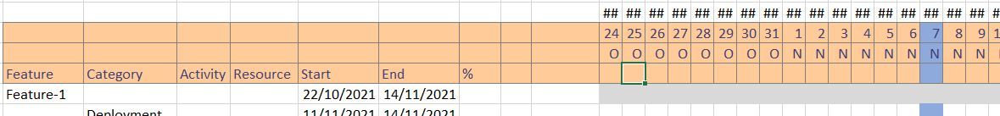 ## ## ## ## ## ## ## ## ## ## ## ## ## ## ## ## ## #
24 25 26 27 28 29 30 31 1 2 3 4 5 6 7 8 9 1
O O O O O O O O N N N N N N N N N
Feature Category Activity Resource Start End %
Feature-1 22/10/2021 14/11/2021
Deployment 11/11/2021 14/11/2021